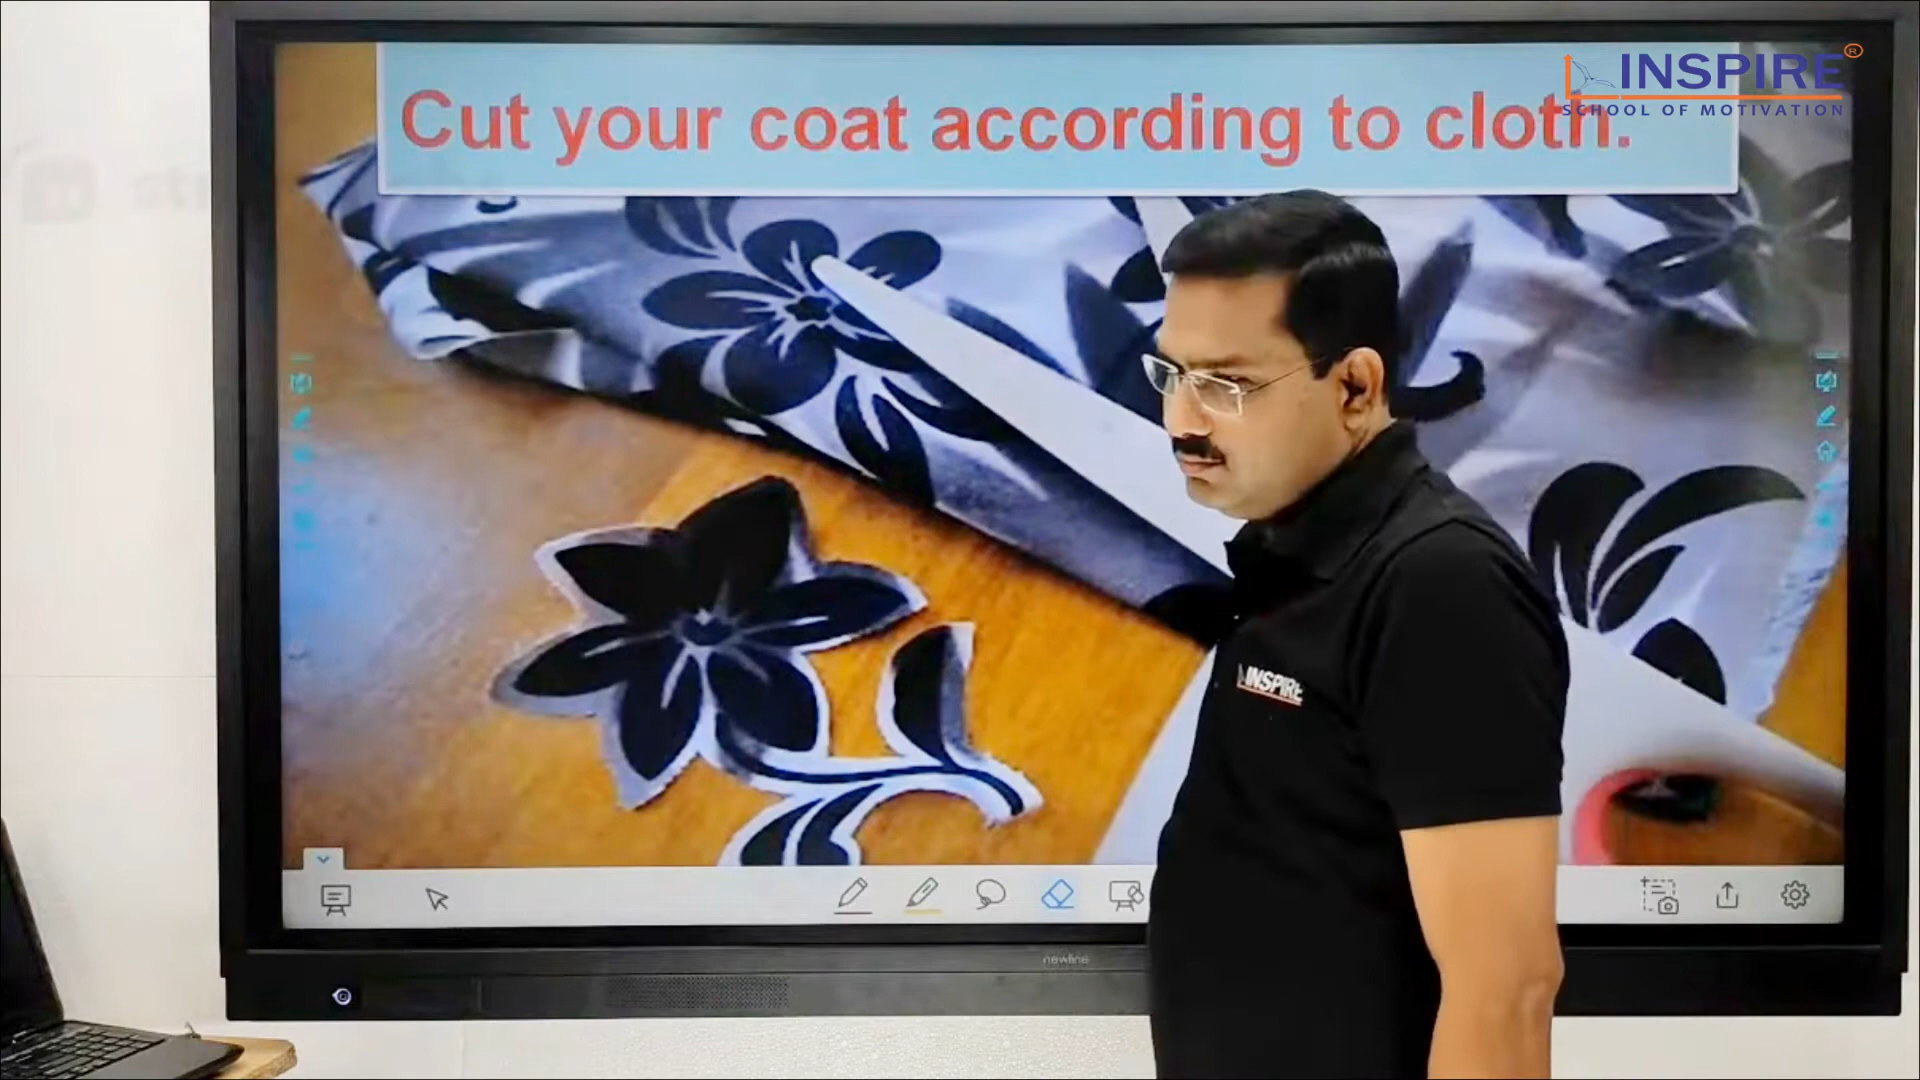 Cut your coat according to cloth.
INSPIRE ®
SCHOOL OF MOTIVATION
INSPIRE
newline